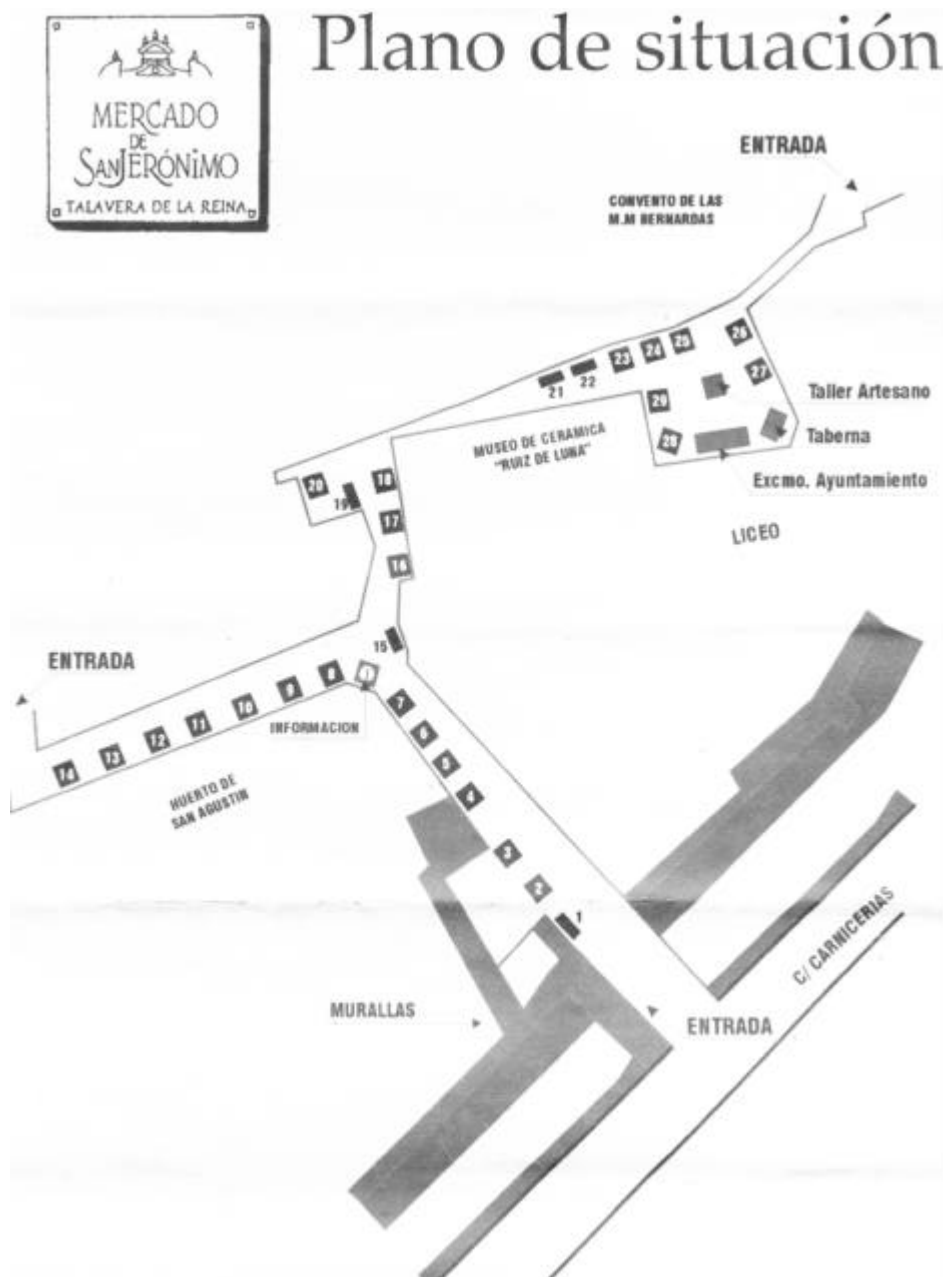 Plano de situación
MERCADO
DE
SAN JERÓNIMO
TALAVERA DE LA REINA
ENTRADA
CONVENTO DE LAS
M.M BERNARDAS
26
25
24
23
22
21
27
Taller Artesano
29
Taberna
28
MUSEO DE CERAMICA
"RUIZ DE LUNA"
Excmo. Ayuntamiento
20
19
18
17
16
LICEO
15
ENTRADA
8
9
10
11
12
13
14
I
INFORMACION
7
6
5
4
3
2
1
HUERTO DE
SAN AGUSTIN
C/ CARNICERIAS
MURALLAS
ENTRADA